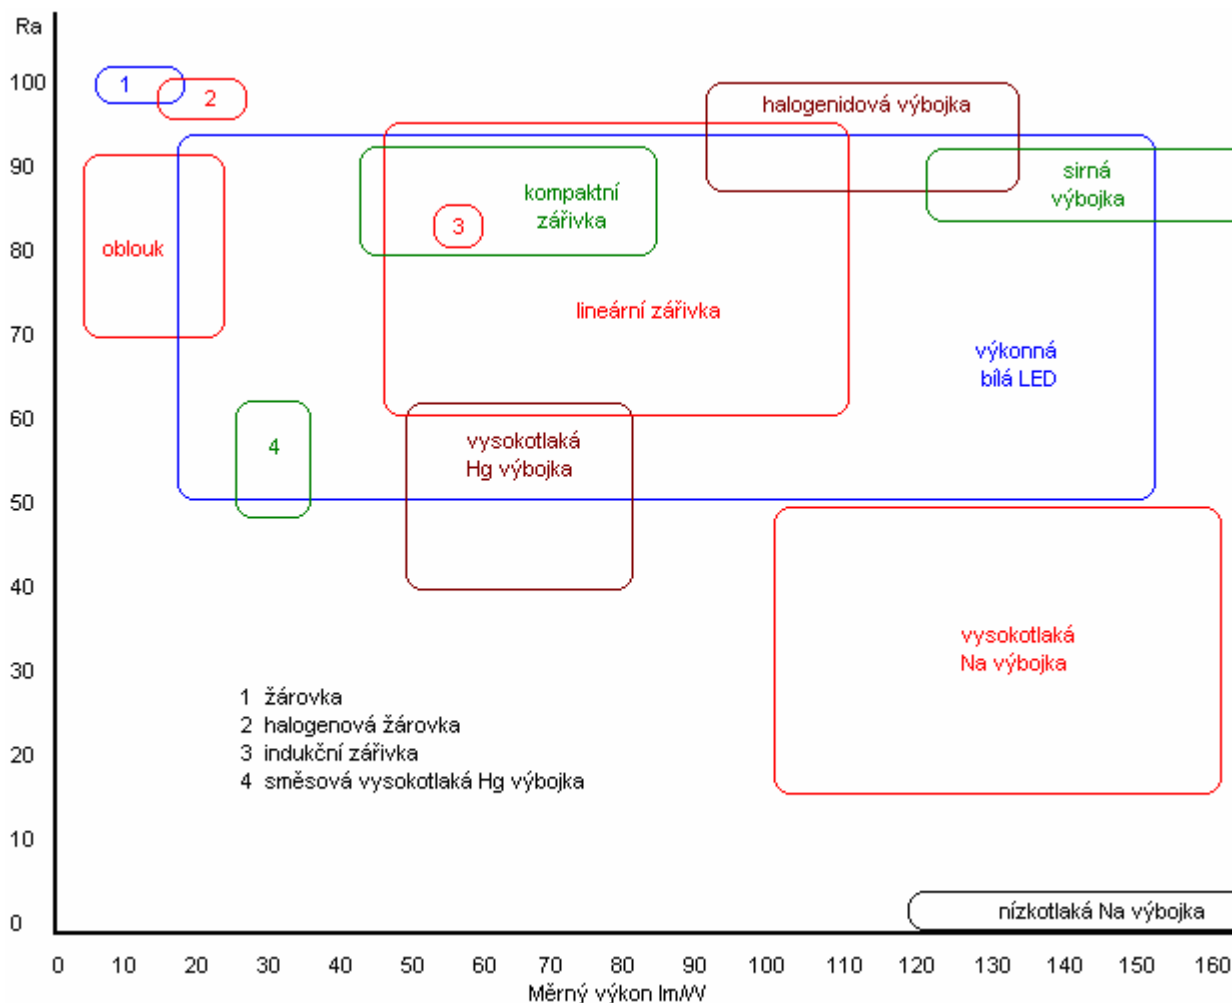 Ra
100
1
2
halogenidová výbojka
90
kompaktní
zářivka
sirná
výbojka
80
oblouk
3
lineární zářivka
70
výkonná
bílá LED
60
4
vysokotlaká
Hg výbojka
50
40
vysokotlaká
Na výbojka
30
1 žárovka
2 halogenová žárovka
3 indukční zářivka
4 směsová vysokotlaká Hg výbojka
20
10
0
nízkotlaká Na výbojka
0 10 20 30 40 50 60 70 80 90 100 110 120 130 150 160
Měrný výkon lm/W